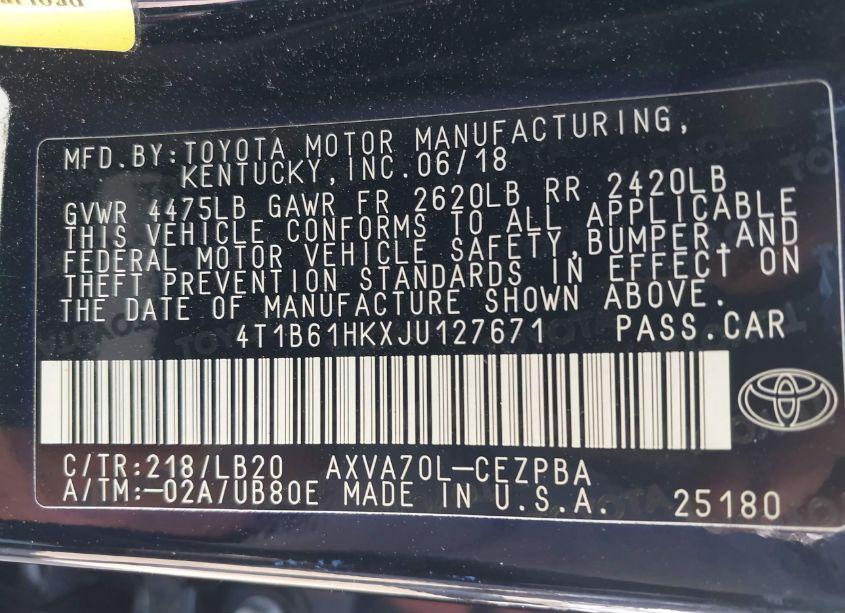 MFD.BY:TOYOTA MOTOR MANUFACTURING,
KENTUCKY,INC.06/18
GVWR 4475LB GAWR FR 2620LB RR 2420LB
THIS VEHICLE CONFORMS TO ALL APPLICABLE
FEDERAL MOTOR VEHICLE SAFETY,BUMPER,AND
THEFT PREVENTION STANDARDS IN EFFECT ON
THE DATE OF MANUFACTURE SHOWN ABOVE.
4T1B61HKXJU127671 PASS.CAR
C/TR:218/LB20 AXVA70L-CEZPBA
A/TM:-02A/UB80E MADE IN U.S.A. 25180